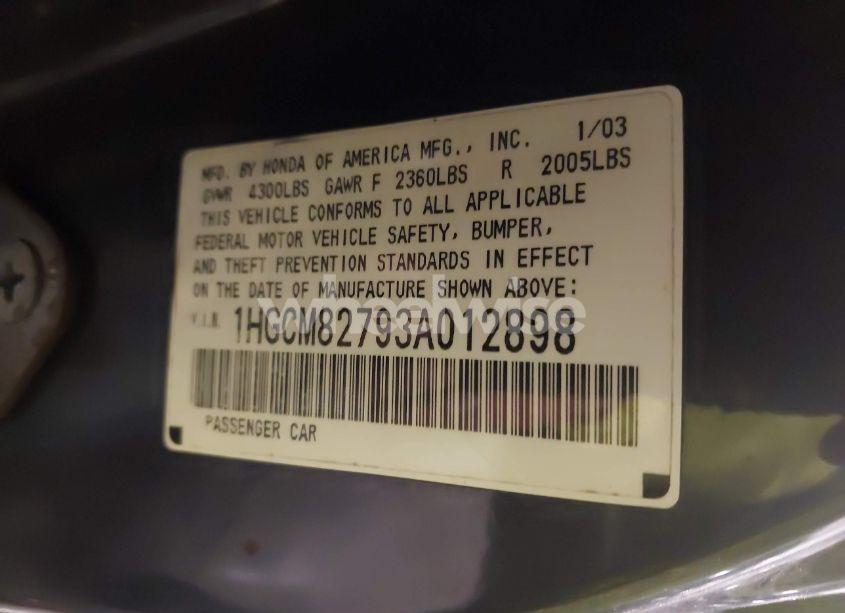 MFD. BY HONDA OF AMERICA MFG., INC. 1/03
GVWR 4300LBS GAWR F 2360LBS R 2005LBS
THIS VEHICLE CONFORMS TO ALL APPLICABLE
FEDERAL MOTOR VEHICLE SAFETY, BUMPER,
AND THEFT PREVENTION STANDARDS IN EFFECT
ON THE DATE OF MANUFACTURE SHOWN ABOVE:
wheelwise
V.I.N. 1HGCM82793A012898
PASSENGER CAR